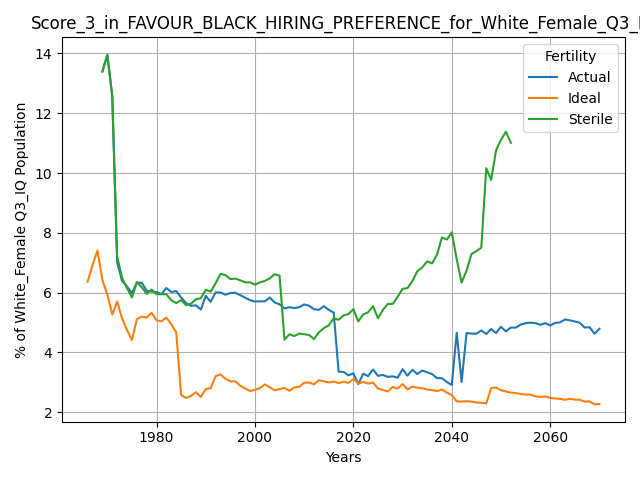 Score_3_in_FAVOUR_BLACK_HIRING_PREFERENCE_for_White_Female_Q3_I
% of White_Female Q3_IQ Population
14
12
10
8
6
4
2
Fertility
Actual
Ideal
Sterile
1980
2000
2020
2040
2060
Years